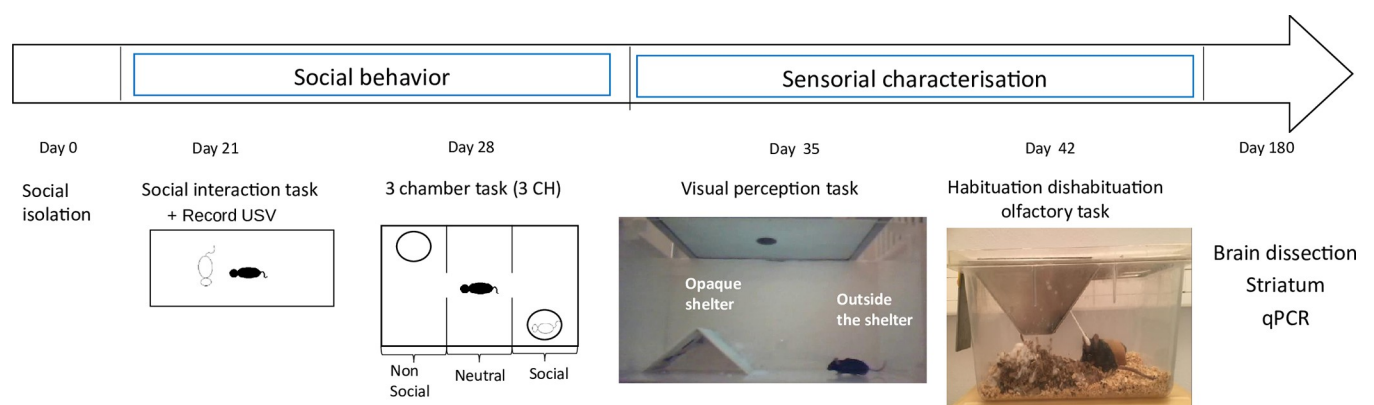 Social behavior
Sensorial characterisation
Day 0
Day 21
Day 28
Day 35
Day 42
Day 180
Social
isolation
Social interaction task
+ Record USV
3 chamber task (3 CH)
Non
Social
Neutral
Social
Visual perception task
Opaque
shelter
Outside
the shelter
Habituation dishabituation
olfactory task
Brain dissection
Striatum
qPCR